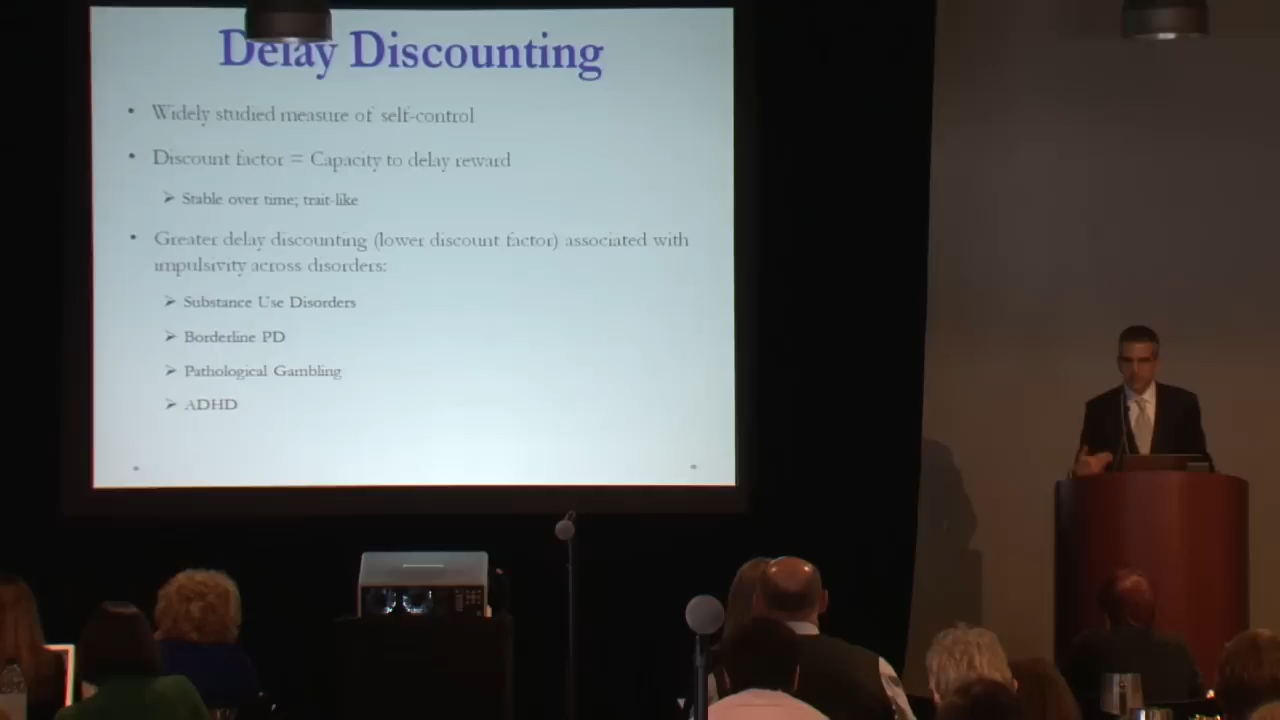 Delay Discounting
• Widely studied measure of self-control
• Discount factor = Capacity to delay reward
➢ Stable over time; trait-like
• Greater delay discounting (lower discount factor) associated with
impulsivity across disorders:
➢ Substance Use Disorders
➢ Borderline PD
➢ Pathological Gambling
➢ ADHD